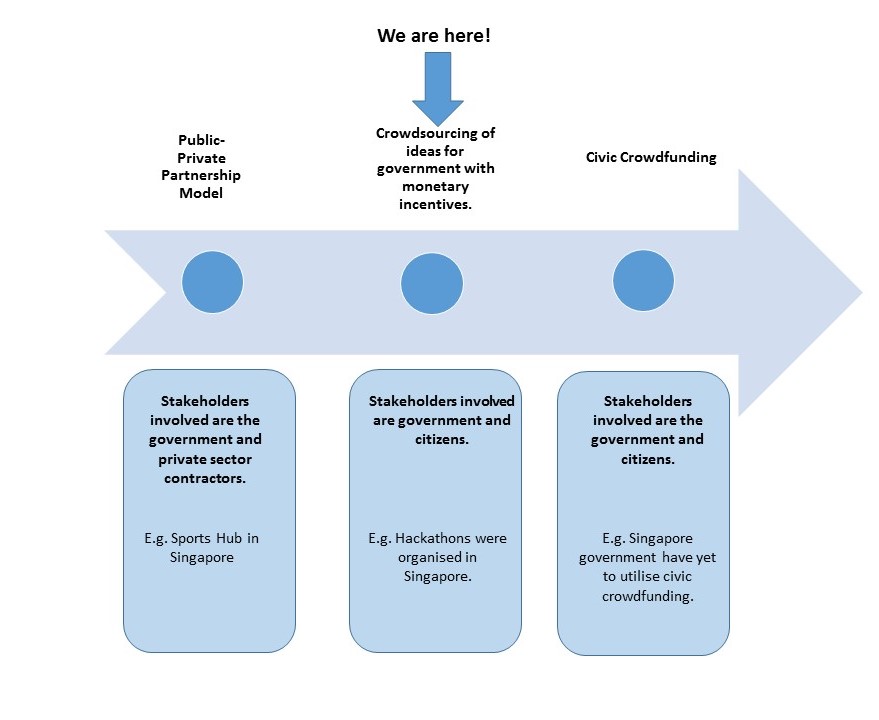 We are here!
Public-
Private
Partnership
Model
Crowdsourcing of
ideas for
government with
monetary
incentives.
Civic Crowdfunding
Stakeholders
involved are the
government and
private sector
contractors.
E.g. Sports Hub in
Singapore
Stakeholders involved
are government and
citizens.
E.g. Hackathons were
organised in
Singapore.
Stakeholders
involved are the
government and
citizens.
E.g. Singapore
government have yet
to utilise civic
crowdfunding.